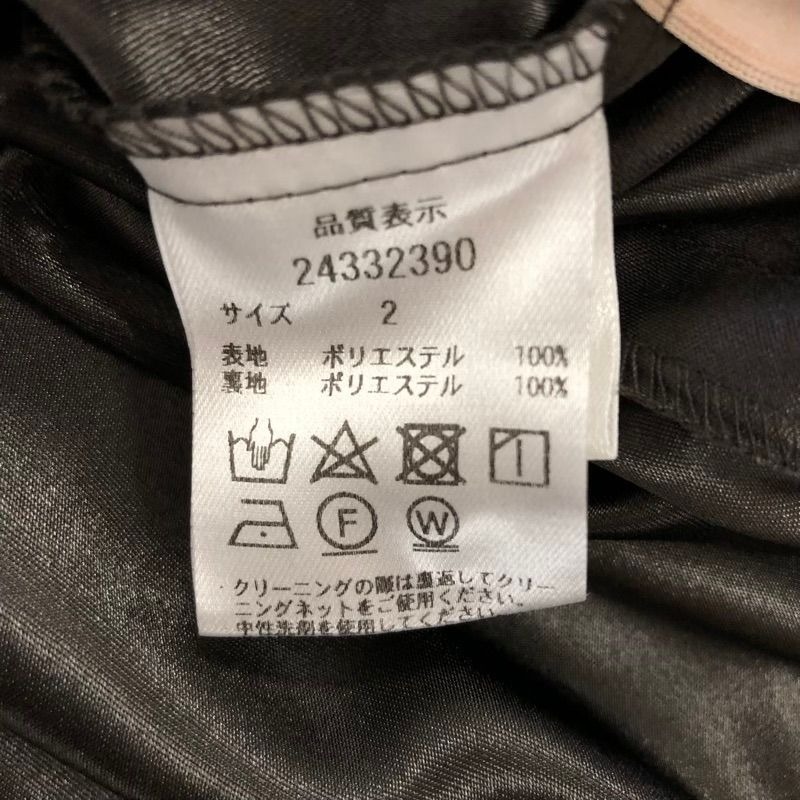 品質表示
24332390
サイズ 2
表地 ポリエステル 100%
裏地 ポリエステル 100%
F W
クリーニングの際は裏返してクリー
ニングネットをご使用ください。
中性洗剤を使用してください。